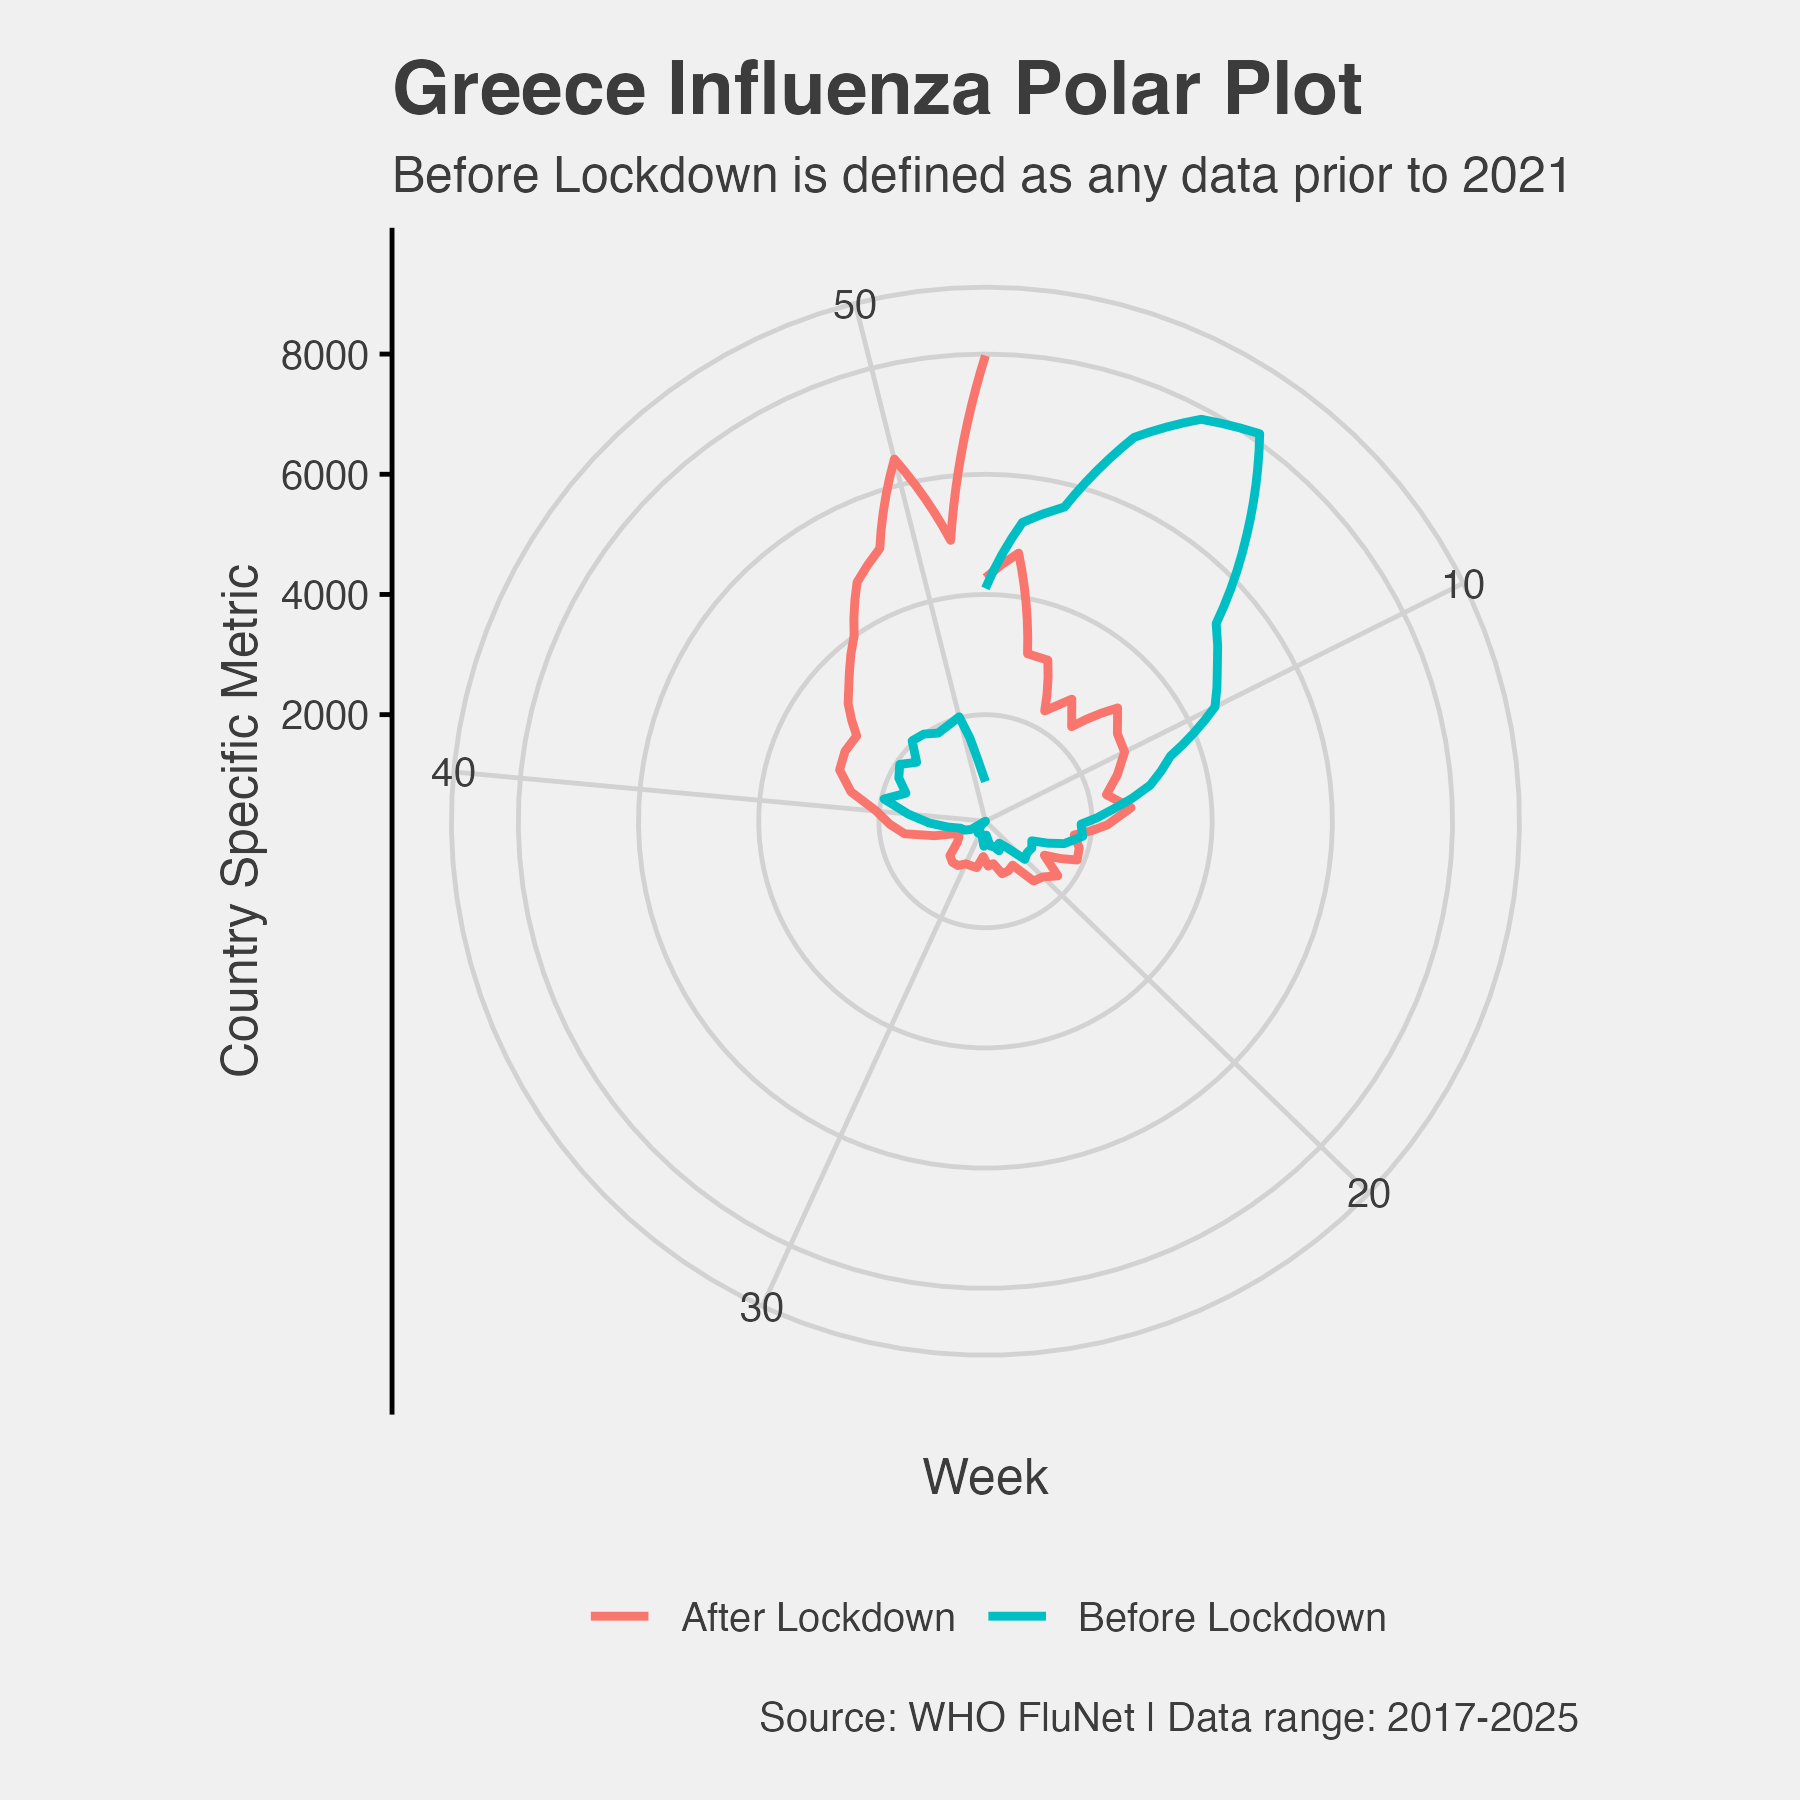 Greece Influenza Polar Plot
Before Lockdown is defined as any data prior to 2021
50
8000
6000
4000
2000
10
40
20
30
Country Specific Metric
Week
After Lockdown
Before Lockdown
Source: WHO FluNet | Data range: 2017-2025